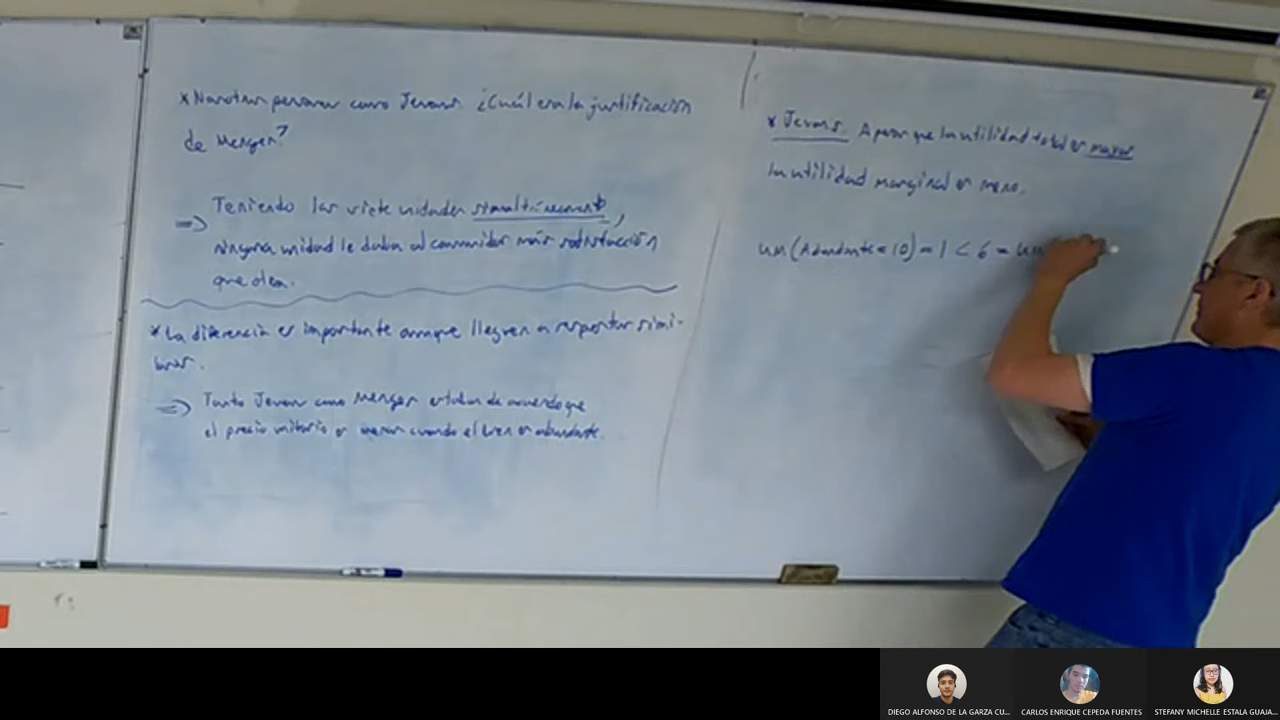 * Nosotros pensamos como Jevons. ¿Cuál era la justificación
de Menger?
=> Teniendo las siete unidades simultáneamente,
ninguna unidad le daba al consumidor más satisfacción
que otra.
* La diferencia es importante aunque lleguen a respuestas simi-
lares.
=> Tanto Jevons como Menger estaban de acuerdo que
el precio unitario es menor cuando el bien es abundante.
* Jevons. A pesar que la utilidad total es mayor
la utilidad marginal es menor.
UM (Abundante = 10) = 1 < 6 = UM
DIEGO ALFONSO DE LA GARZA CU...
CARLOS ENRIQUE CEPEDA FUENTES
STEFANY MICHELLE ESTALA GUAJA...